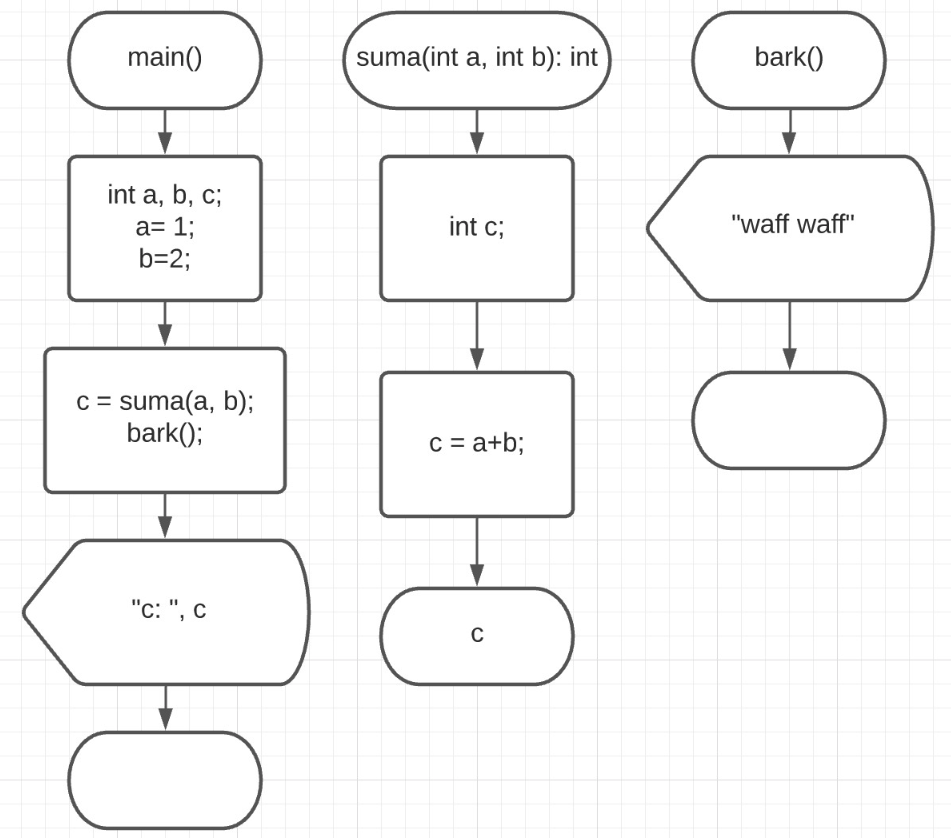 main()
int a, b, c;
a= 1;
b=2;
c = suma(a, b);
bark();
"c: ", c
suma(int a, int b): int
int c;
c = a+b;
c
bark()
"waff waff"